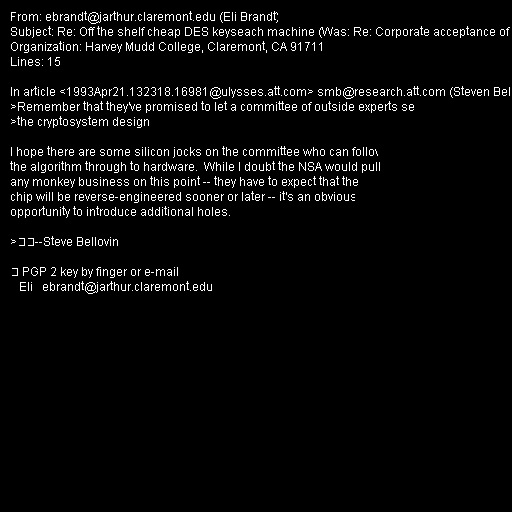 From: ebrandt@jarthur.claremont.edu (Eli Brandt)
Subject: Re: Off the shelf cheap DES keyseach machine (Was: Re: Corporate acceptance of
Organization: Harvey Mudd College, Claremont, CA 91711
Lines: 15

In article <1993Apr21.132318.16981@ulysses.att.com> smb@research.att.com (Steven Bel
>Remember that they've promised to let a committee of outside experts se
>the cryptosystem design

I hope there are some silicon jocks on the committee who can follow
the algorithm through to hardware. While I doubt the NSA would pull
any monkey business on this point -- they have to expect that the
chip will be reverse-engineered sooner or later -- it's an obvious
opportunity to introduce additional holes.

>--Steve Bellovin

PGP 2 key by finger or e-mail
Eli ebrandt@jarthur.claremont.edu